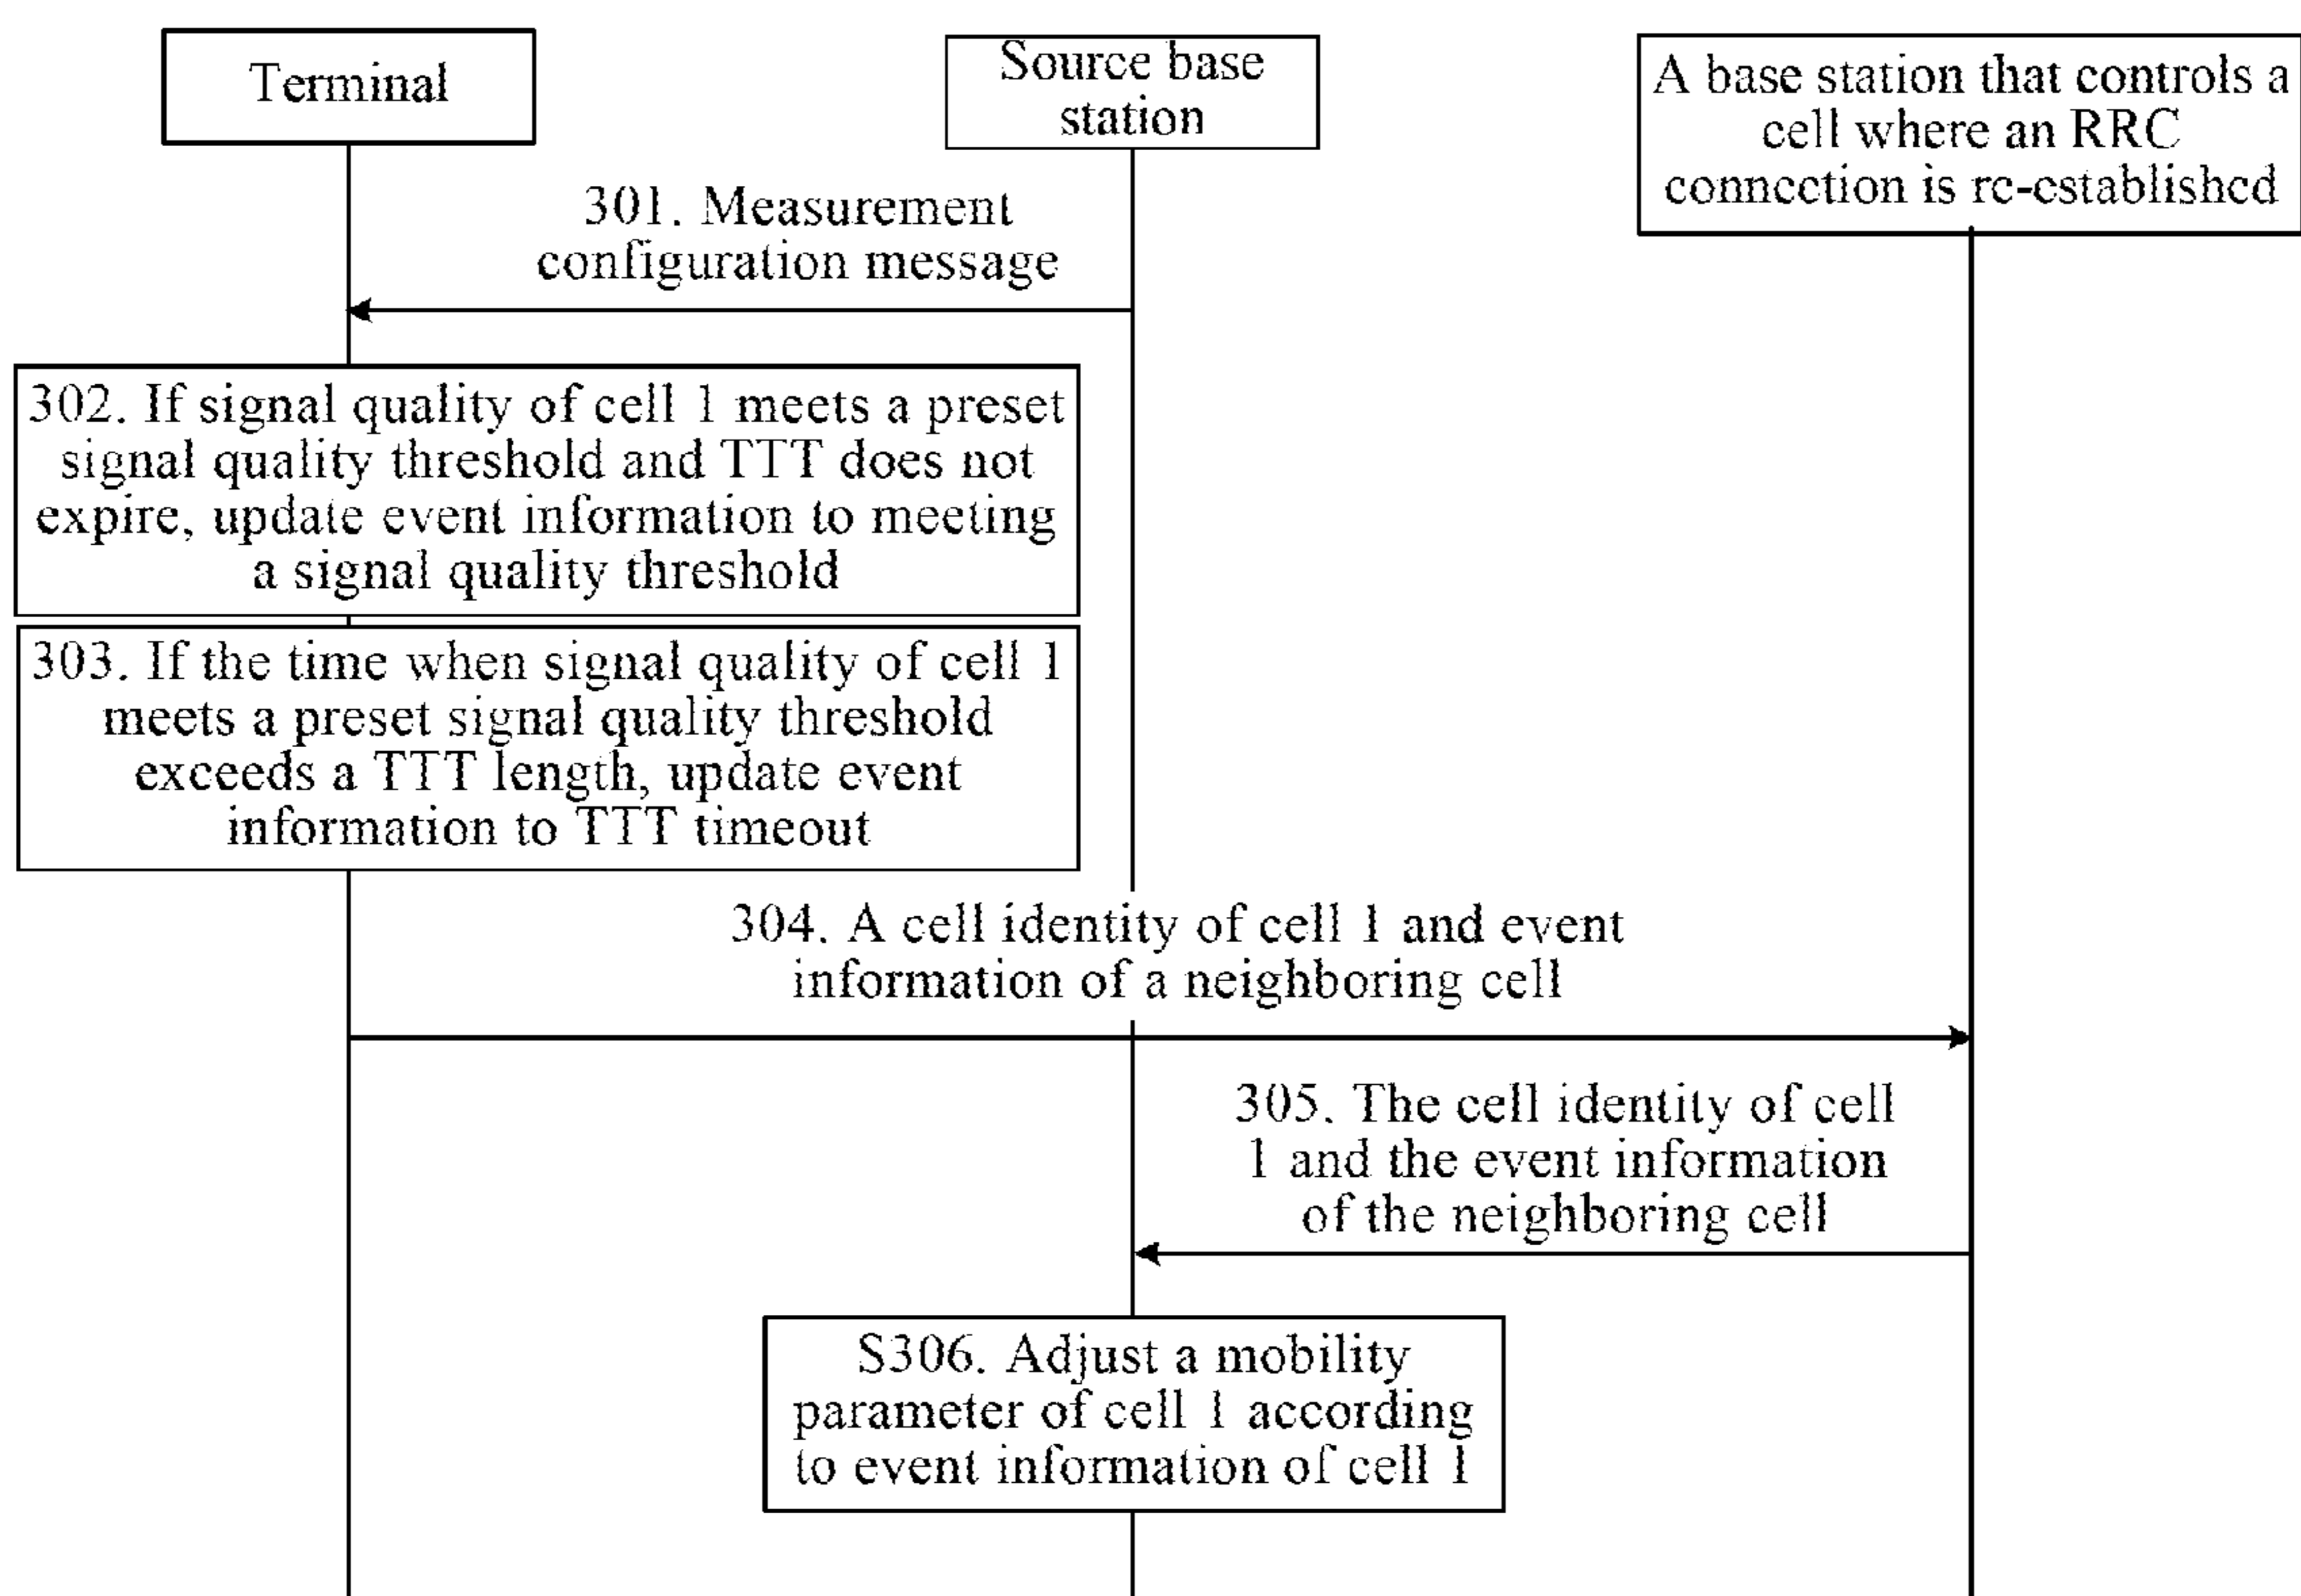 Terminal
Source base
station
A base station that controls a
cell where an RRC
connection is re-established
301. Measurement
configuration message
302. If signal quality of cell 1 meets a preset
signal quality threshold and TTT does not
expire, update event information to meeting
a signal quality threshold
303. If the time when signal quality of cell 1
meets a preset signal quality threshold
exceeds a TTT length, update event
information to TTT timeout
304. A cell identity of cell 1 and event
information of a neighboring cell
305. The cell identity of cell
1 and the event information
of the neighboring cell
S306. Adjust a mobility
parameter of cell 1 according
to event information of cell 1